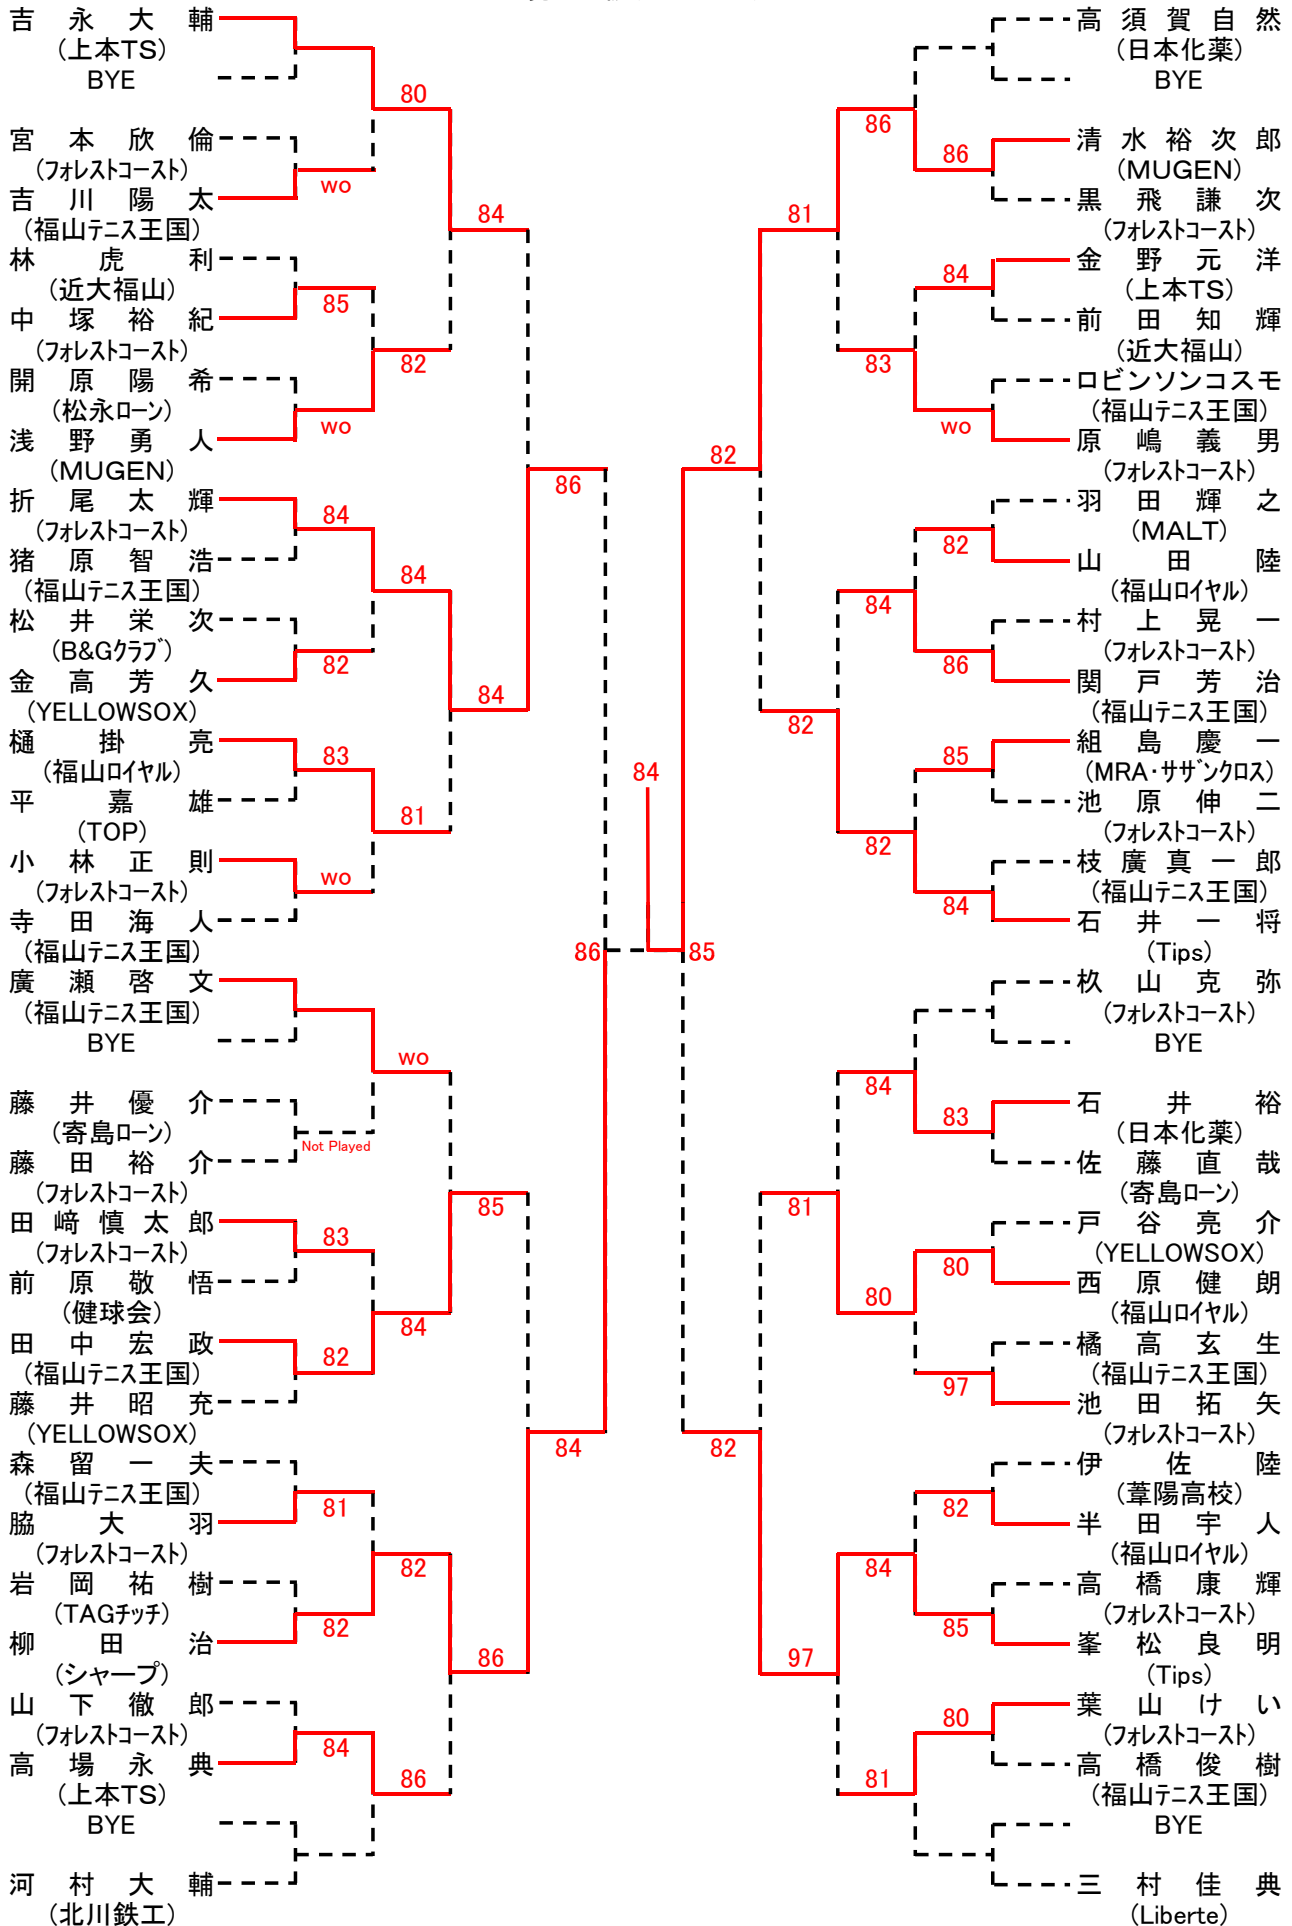 吉永大輔
(上本TS)
BYE
宮本欣倫
(フォレストコースト)
吉川陽太
(福山テニス王国)
林虎利
(近大福山)
中塚裕紀
(フォレストコースト)
開原陽希
(松永ローン)
浅野勇人
(MUGEN)
折尾太輝
(フォレストコースト)
猪原智浩
(福山テニス王国)
松井栄次
(B&Gクラブ)
金高芳久
(YELLOWSOX)
樋掛亮
(福山ロイヤル)
平嘉雄
(TOP)
小林正則
(フォレストコースト)
寺田海人
(福山テニス王国)
廣瀬啓文
(福山テニス王国)
BYE
藤井優介
(寄島ローン)
藤田裕介
(フォレストコースト)
田﨑慎太郎
(フォレストコースト)
前原敬悟
(健球会)
田中宏政
(福山テニス王国)
藤井昭充
(YELLOWSOX)
森留一夫
(福山テニス王国)
脇大羽
(フォレストコースト)
岩岡祐樹
(TAGチッチ)
柳田治
(シャープ)
山下徹郎
(フォレストコースト)
高場永典
(上本TS)
BYE
河村大輔
(北川鉄工)
wo
85
wo
84
82
83
wo
Not Played
83
82
81
82
84
80
82
84
81
wo
84
82
86
84
84
85
86
86
84
86
84
85
82
82
81
82
81
97
86
83
84
82
84
80
84
81
86
84
wo
82
86
85
84
83
80
97
82
85
80
高須賀自然
(日本化薬)
BYE
清水裕次郎
(MUGEN)
黒飛謙次
(フォレストコースト)
金野元洋
(上本TS)
前田知輝
(近大福山)
ロビンソンコスモ
(福山テニス王国)
原嶋義男
(フォレストコースト)
羽田輝之
(MALT)
山田陸
(福山ロイヤル)
村上晃一
(フォレストコースト)
関戸芳治
(福山テニス王国)
組島慶一
(MRA・サザンクロス)
池原伸二
(フォレストコースト)
枝廣真一郎
(福山テニス王国)
石井一将
(Tips)
杁山克弥
(フォレストコースト)
BYE
石井裕
(日本化薬)
佐藤直哉
(寄島ローン)
戸谷亮介
(YELLOWSOX)
西原健朗
(福山ロイヤル)
橘高玄生
(福山テニス王国)
池田拓矢
(フォレストコースト)
伊佐陸
(葦陽高校)
半田宇人
(福山ロイヤル)
高橋康輝
(フォレストコースト)
峯松良明
(Tips)
葉山けい
(フォレストコースト)
高橋俊樹
(福山テニス王国)
BYE
三村佳典
(Liberte)